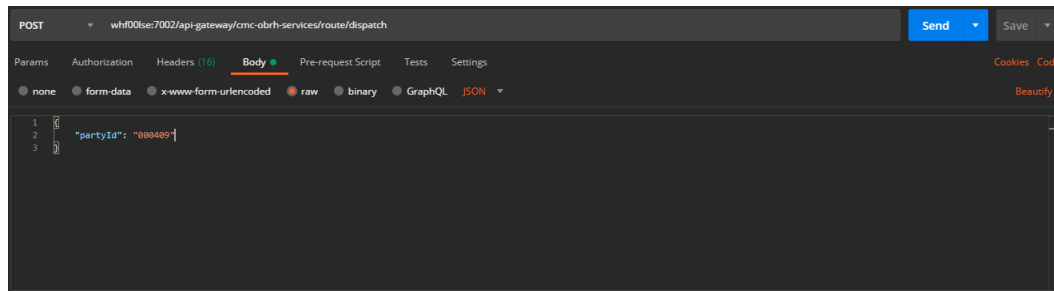 POST whf00lse:7002/api-gateway/cmc-obrh-services/route/dispatch Send Save
Params Authorization Headers (16) Body Pre-request Script Tests Settings Cookies Cod
none form-data x-www-form-urlencoded raw binary GraphQL JSON Beautify
1 {
2 "partyId": "000409"
3 }